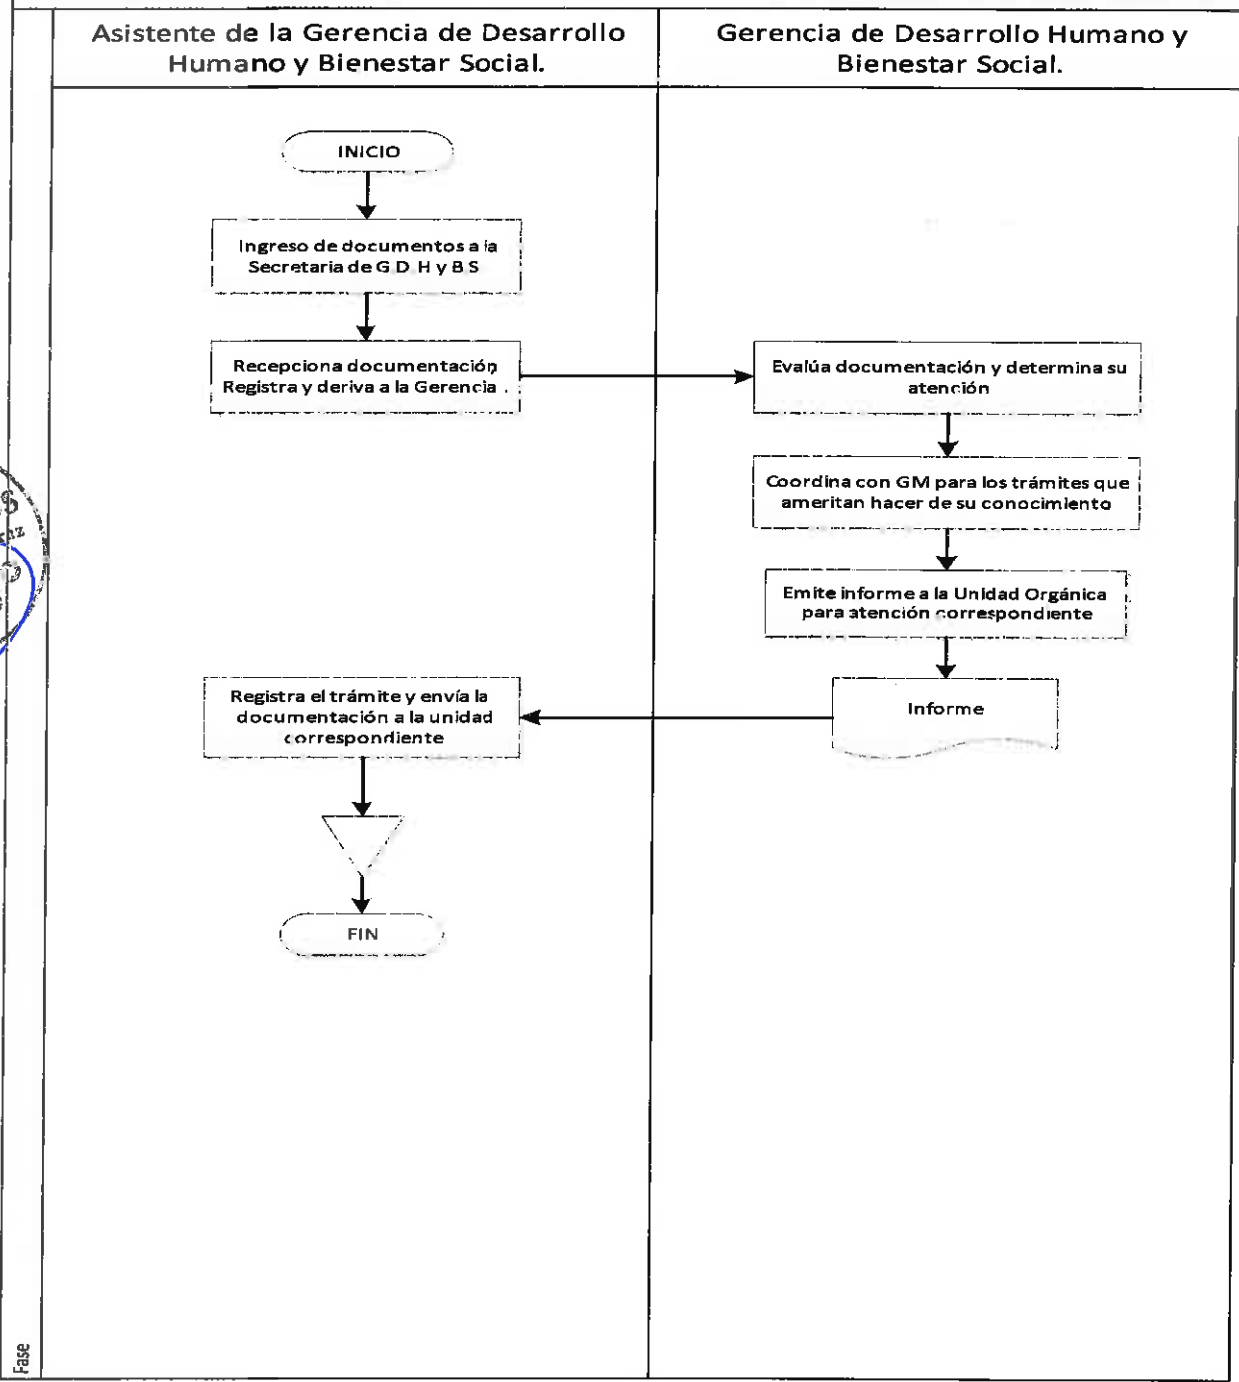 Asistente de la Gerencia de Desarrollo
Humano y Bienestar Social.
Gerencia de Desarrollo Humano y
Bienestar Social.
INICIO
Ingreso de documentos a la
Secretaria de G D H y B S
Recepciona documentación,
Registra y deriva a la Gerencia .
Evalúa documentación y determina su
atención
Coordina con GM para los trámites que
ameritan hacer de su conocimiento
Emite informe a la Unidad Orgánica
para atención correspondiente
Informe
Registra el trámite y envía la
documentación a la unidad
correspondiente
FIN
Fase